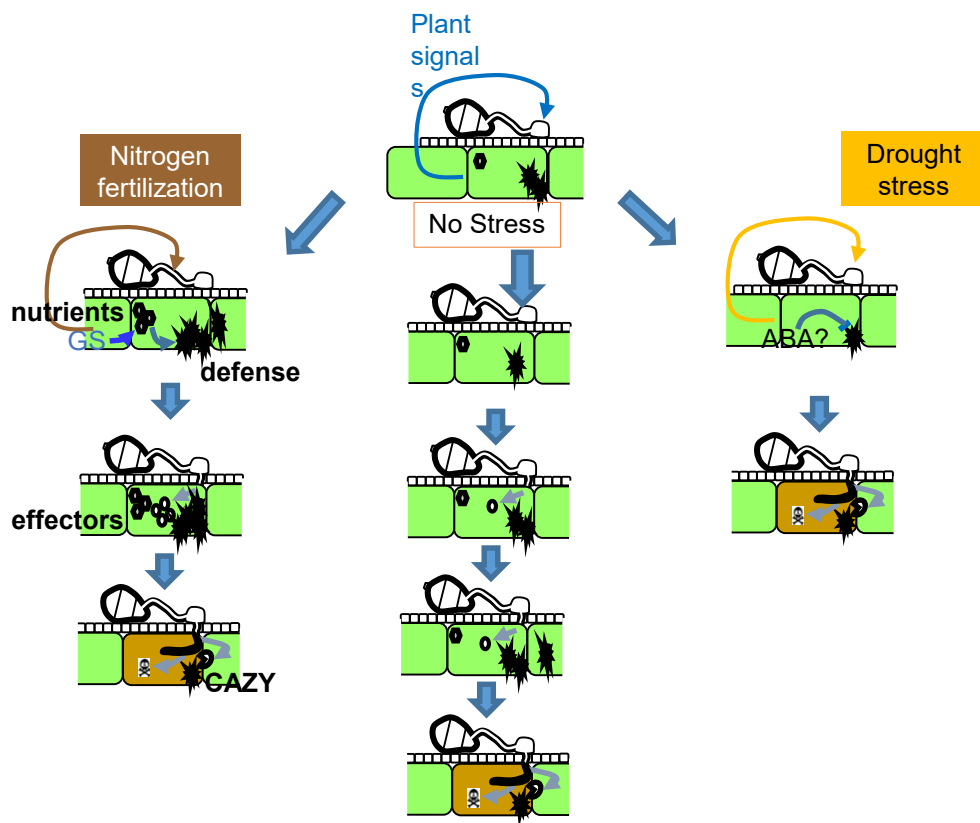 Plant
signal
s
Nitrogen
fertilization
Drought
stress
No Stress
nutrients
GS
defense
ABA?
effectors
CAZY